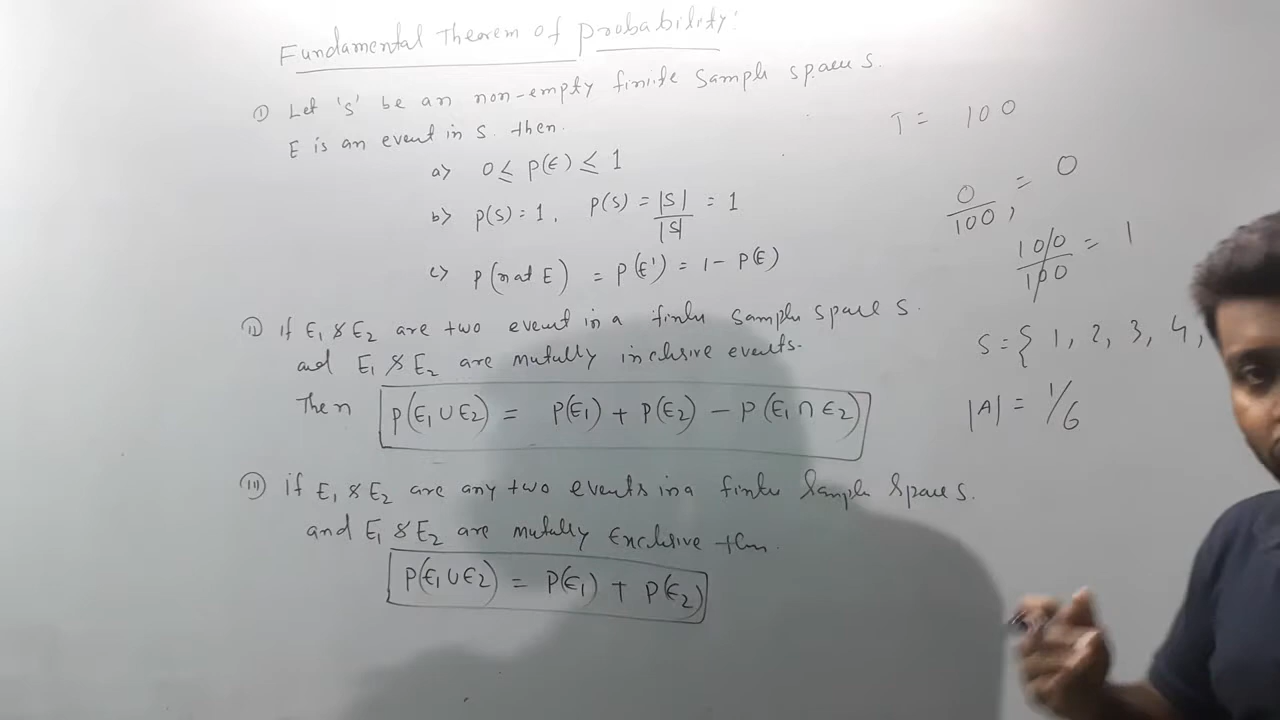 Fundamental Theorem of Probability:
① Let 's' be an non-empty finite Sample space s.
E is an event in S. then.
a> 0 ≤ P(E) ≤ 1
b> P(S) = 1, P(S) = |S| / |S| = 1
c> P(not E) = P(E') = 1 - P(E)
② if E₁ & E₂ are two event in a finite Sample space S.
and E₁ & E₂ are mutually inclusive events.
Then P(E₁ ∪ E₂) = P(E₁) + P(E₂) - P(E₁ ∩ E₂)
③ if E₁ & E₂ are any two events in a finite Sample Space S.
and E₁ & E₂ are mutually Exclusive then.
P(E₁ ∪ E₂) = P(E₁) + P(E₂)
T = 100
0/100, = 0
100/100 = 1
S = { 1, 2, 3, 4,
|A| = 1/6